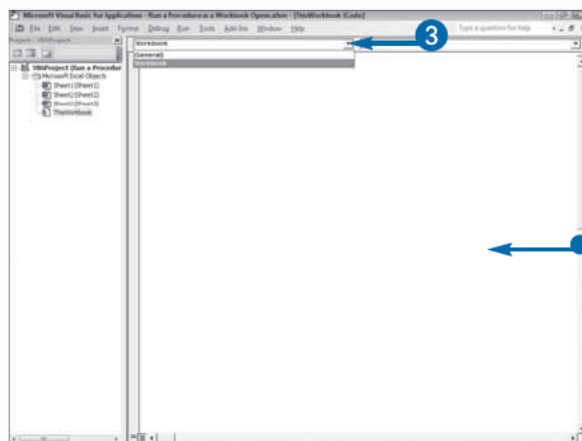 Microsoft Visual Basic for Applications - Run a Procedure as a Workbook Opens.xlsm - [ThisWorkbook (Code)]
File Edit View Insert Format Debug Run Tools Add-Ins Window Help
Type a question for help
Workbook
3
Project - VBAProject
(General)
Workbook
VBAProject (Run a Procedur
Microsoft Excel Objects
Sheet1 (Sheet1)
Sheet2 (Sheet2)
Sheet3 (Sheet3)
ThisWorkbook